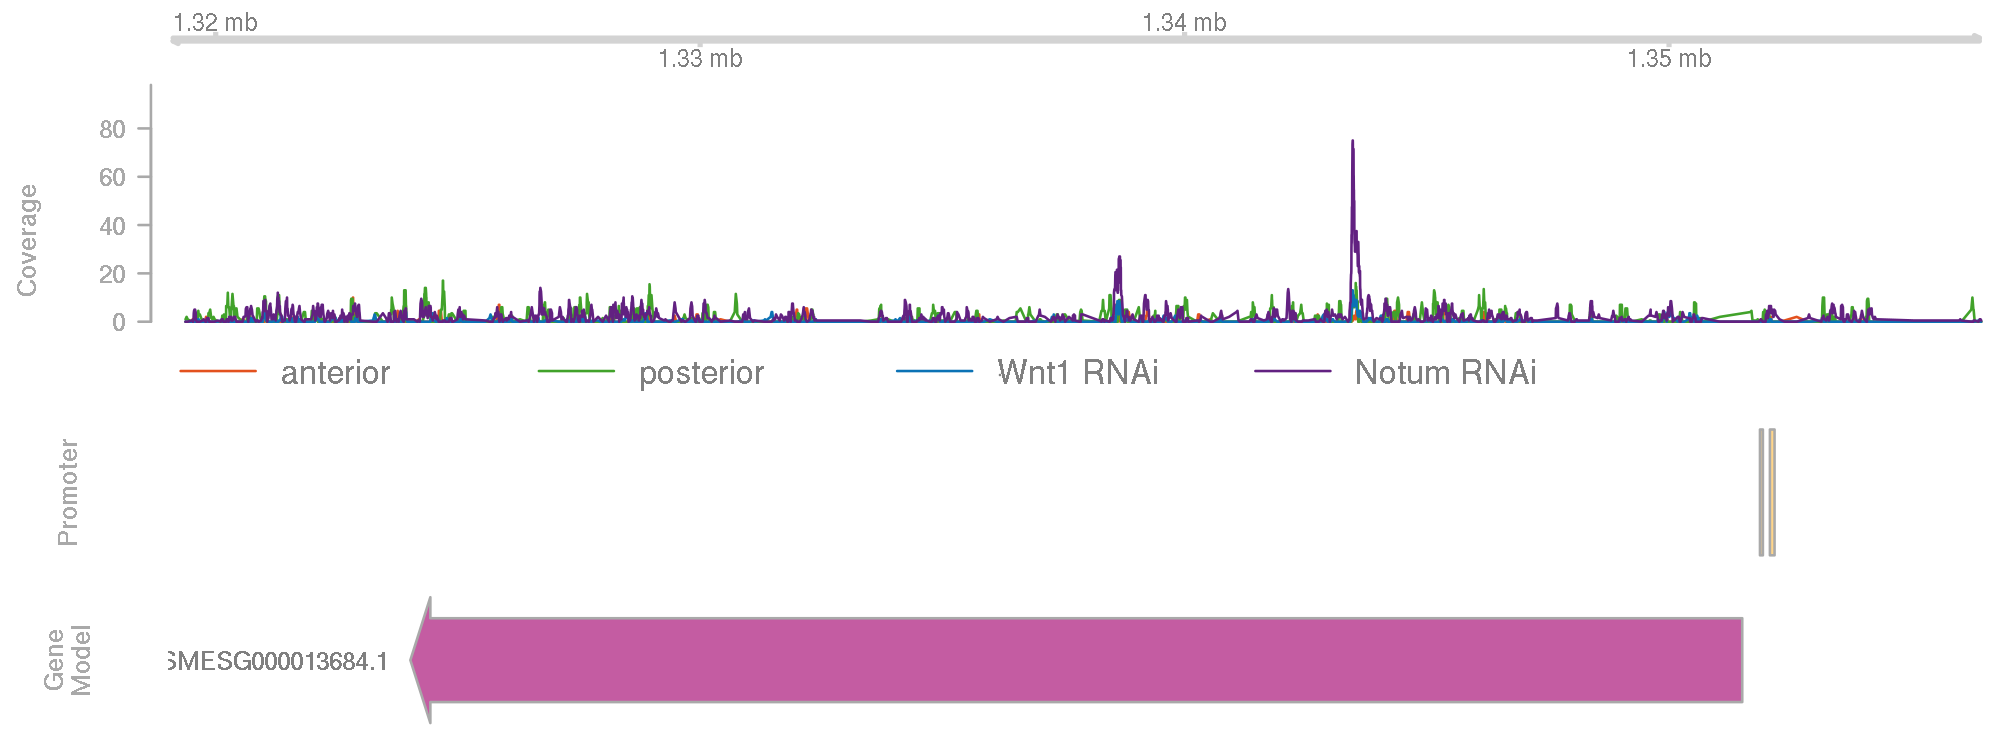 1.32 mb
1.34 mb
1.33 mb
1.35 mb
Coverage
80
60
40
20
0
anterior
posterior
Wnt1 RNAi
Notum RNAi
Promoter
Gene
Model
SMESG000013684.1